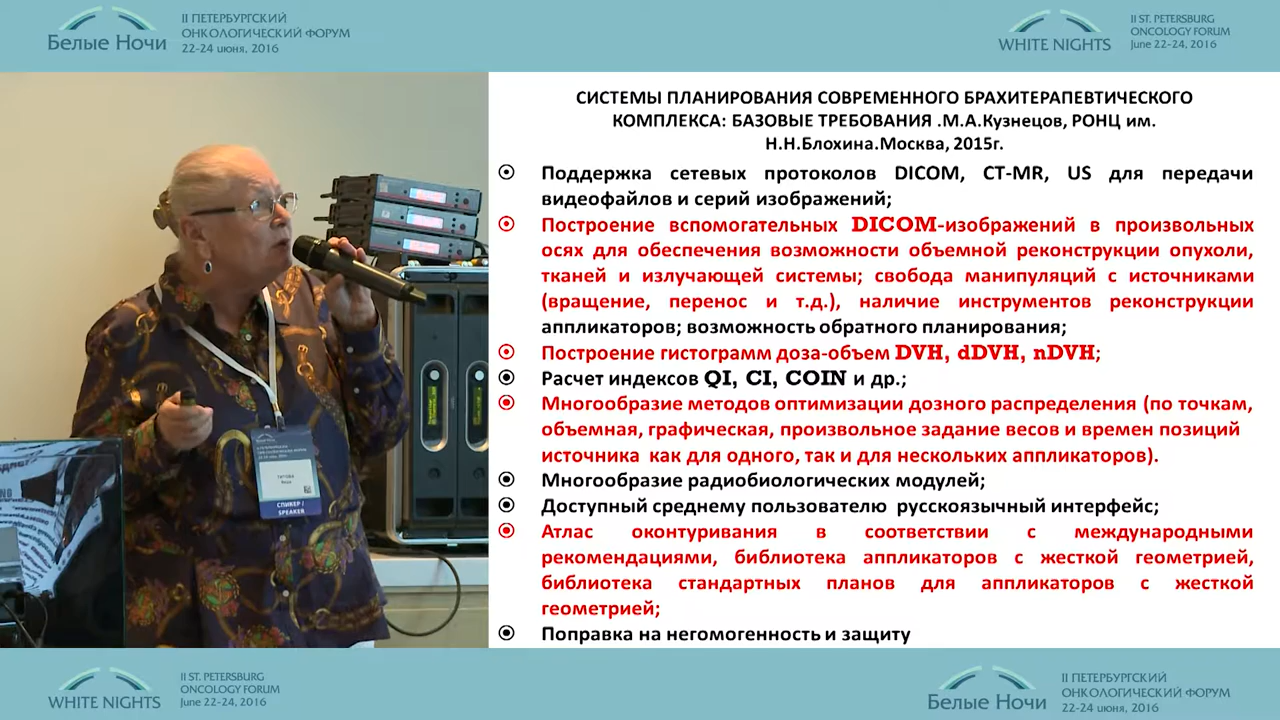 II ПЕТЕРБУРГСКИЙ
ОНКОЛОГИЧЕСКИЙ ФОРУМ
Белые Ночи
22-24 июня, 2016
II ST. PETERSBURG
ONCOLOGY FORUM
WHITE NIGHTS
June 22-24, 2016
СИСТЕМЫ ПЛАНИРОВАНИЯ СОВРЕМЕННОГО БРАХИТЕРАПЕВТИЧЕСКОГО
КОМПЛЕКСА: БАЗОВЫЕ ТРЕБОВАНИЯ .М.А.Кузнецов, РОНЦ им.
Н.Н.Блохина.Москва, 2015г.
Поддержка сетевых протоколов DICOM, CT-MR, US для передачи
видеофайлов и серий изображений;
Построение вспомогательных DICOM-изображений в произвольных
осях для обеспечения возможности объемной реконструкции опухоли,
тканей и излучающей системы; свобода манипуляций с источниками
(вращение, перенос и т.д.), наличие инструментов реконструкции
аппликаторов; возможность обратного планирования;
Построение гистограмм доза-объем DVH, dDVH, nDVH;
Расчет индексов QI, CI, COIN и др.;
Многообразие методов оптимизации дозного распределения (по точкам,
объемная, графическая, произвольное задание весов и времен позиций
источника как для одного, так и для нескольких аппликаторов).
Многообразие радиобиологических модулей;
Доступный среднему пользователю русскоязычный интерфейс;
Атлас оконтуривания в соответствии с международными
рекомендациями, библиотека аппликаторов с жесткой геометрией,
библиотека стандартных планов для аппликаторов с жесткой
геометрией;
Поправка на негомогенность и защиту
СПИКЕР /
SPEAKER
II ST. PETERSBURG
ONCOLOGY FORUM
WHITE NIGHTS
June 22-24, 2016
II ПЕТЕРБУРГСКИЙ
ОНКОЛОГИЧЕСКИЙ ФОРУМ
Белые Ночи
22-24 июня, 2016